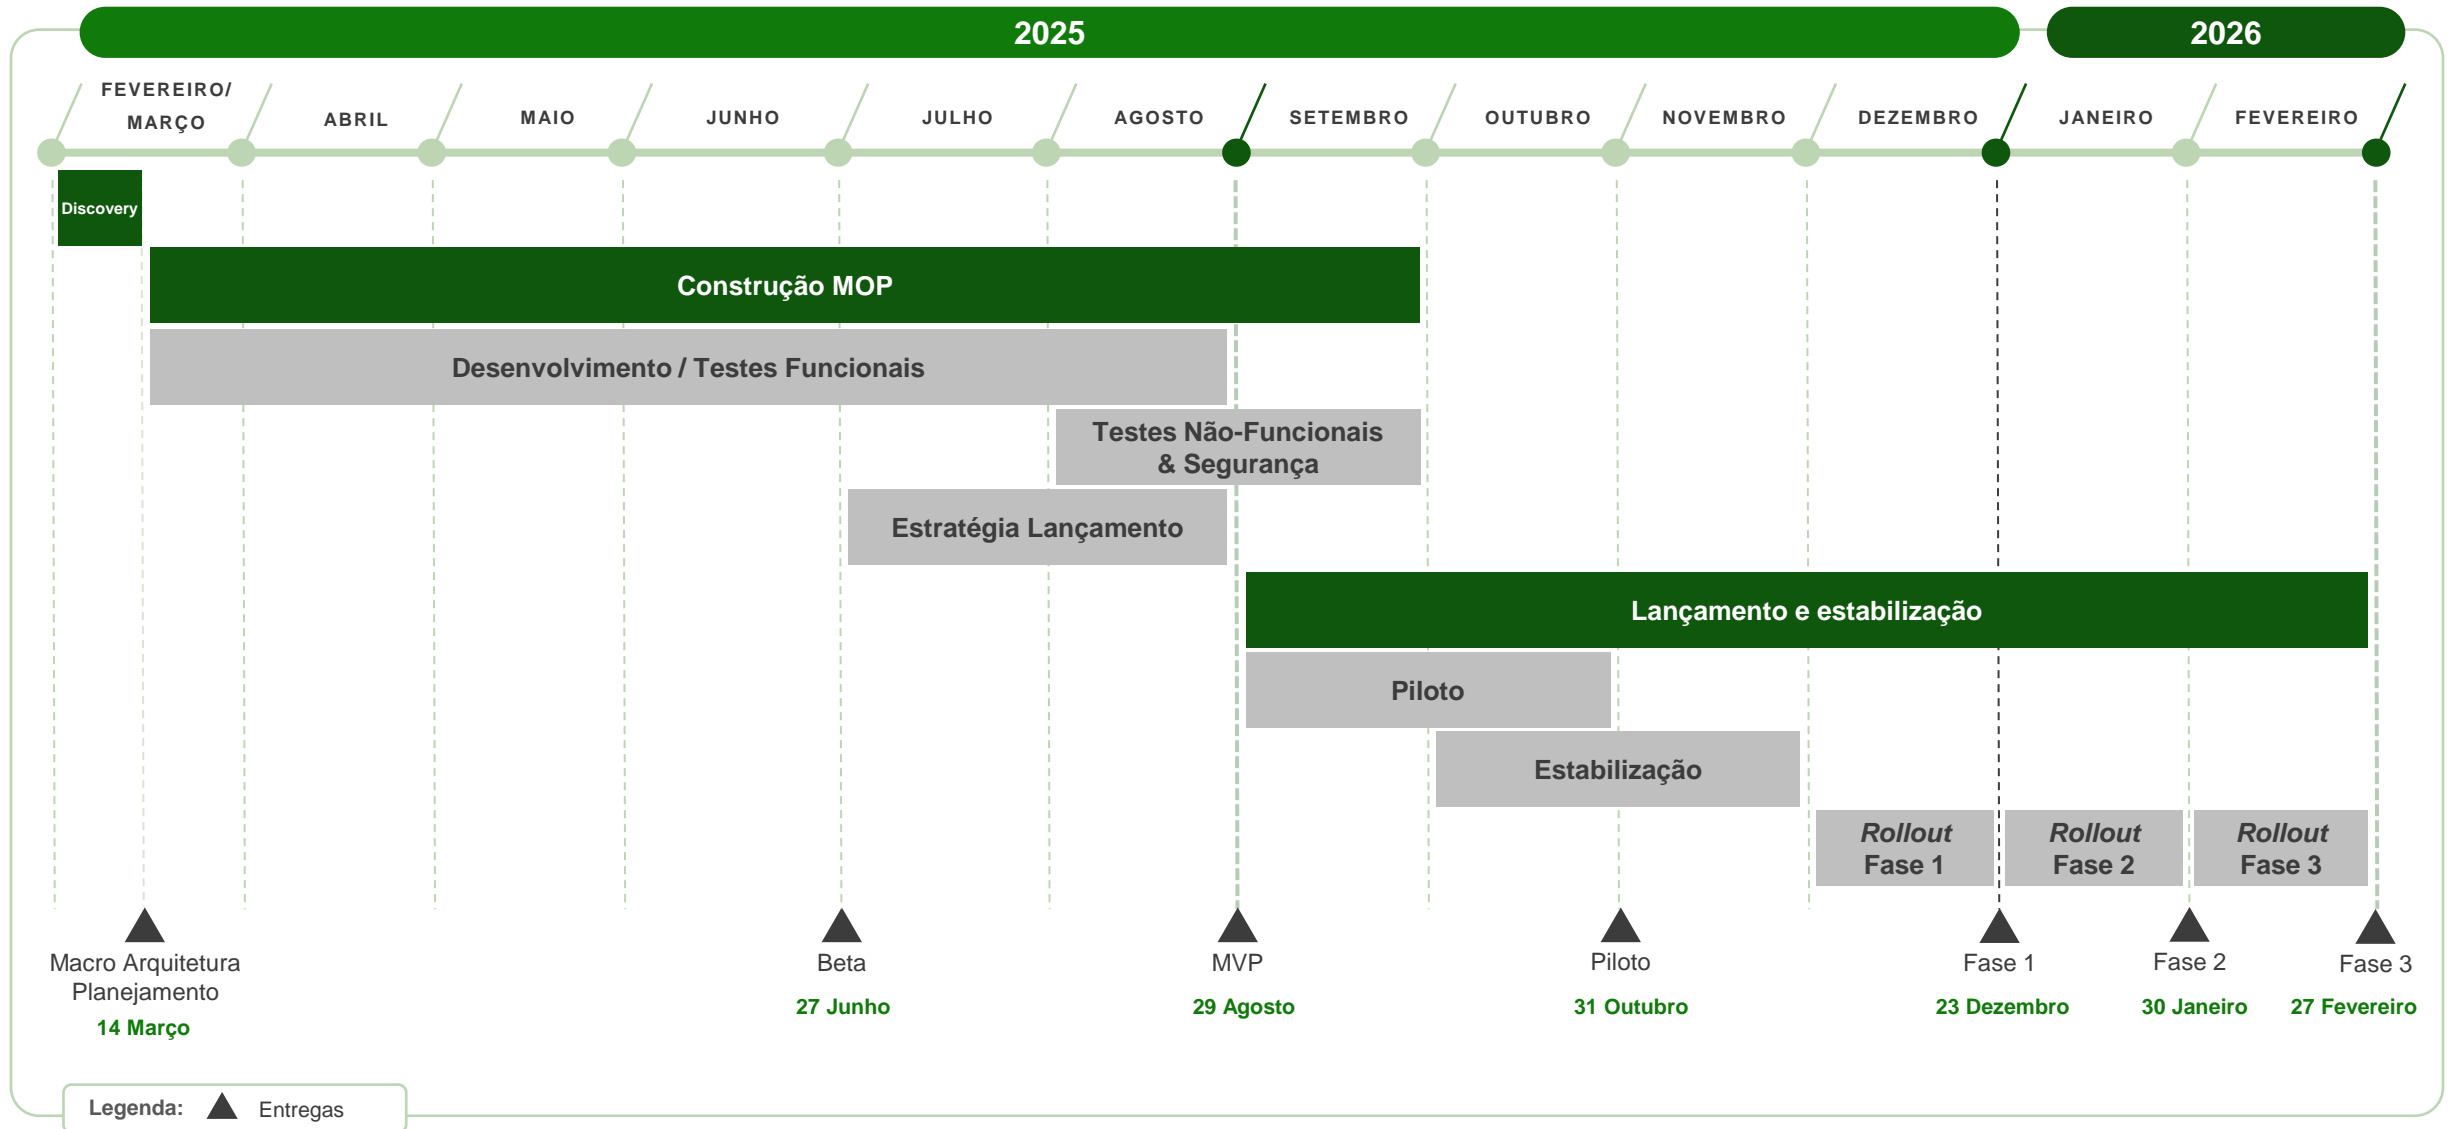 2025
2026
FEVEREIRO/
MARÇO
ABRIL
MAIO
JUNHO
JULHO
AGOSTO
SETEMBRO
OUTUBRO
NOVEMBRO
DEZEMBRO
JANEIRO
FEVEREIRO
Discovery
Construção MOP
Desenvolvimento / Testes Funcionais
Testes Não-Funcionais
& Segurança
Estratégia Lançamento
Lançamento e estabilização
Piloto
Estabilização
Rollout
Fase 1
Rollout
Fase 2
Rollout
Fase 3
Macro Arquitetura
Planejamento
14 Março
Beta
27 Junho
MVP
29 Agosto
Piloto
31 Outubro
Fase 1
23 Dezembro
Fase 2
30 Janeiro
Fase 3
27 Fevereiro
Legenda:
Entregas